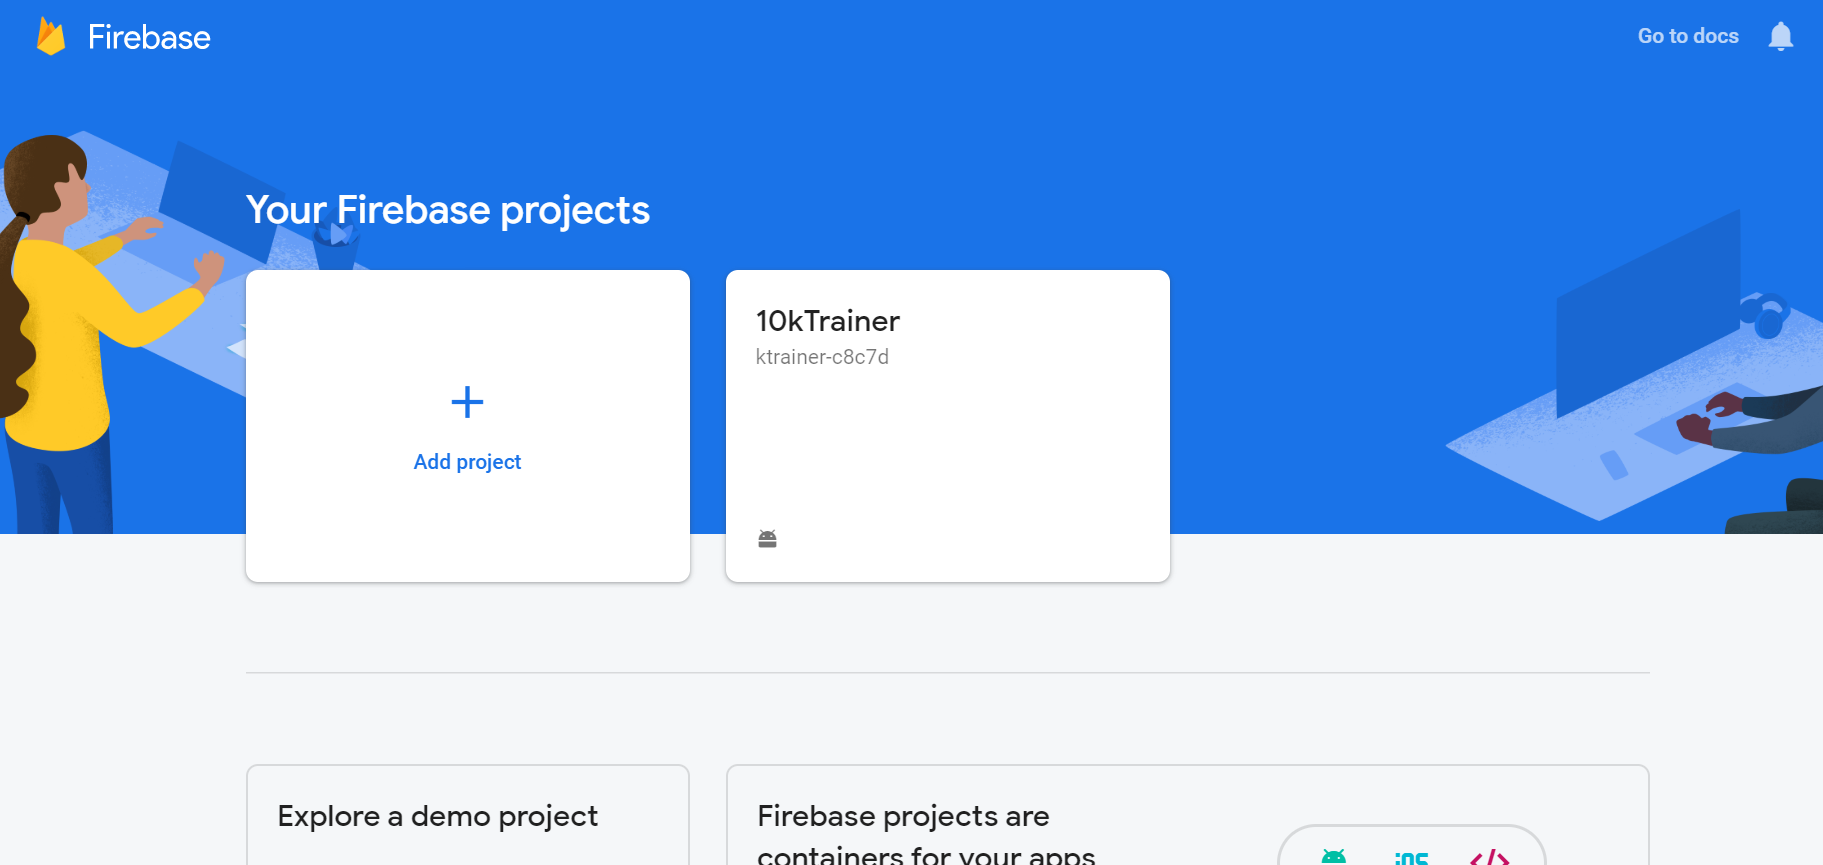 Firebase
Go to docs
Your Firebase projects
Add project
10kTrainer
ktrainer-c8c7d
Explore a demo project
Firebase projects are
containers for your apps
iOS